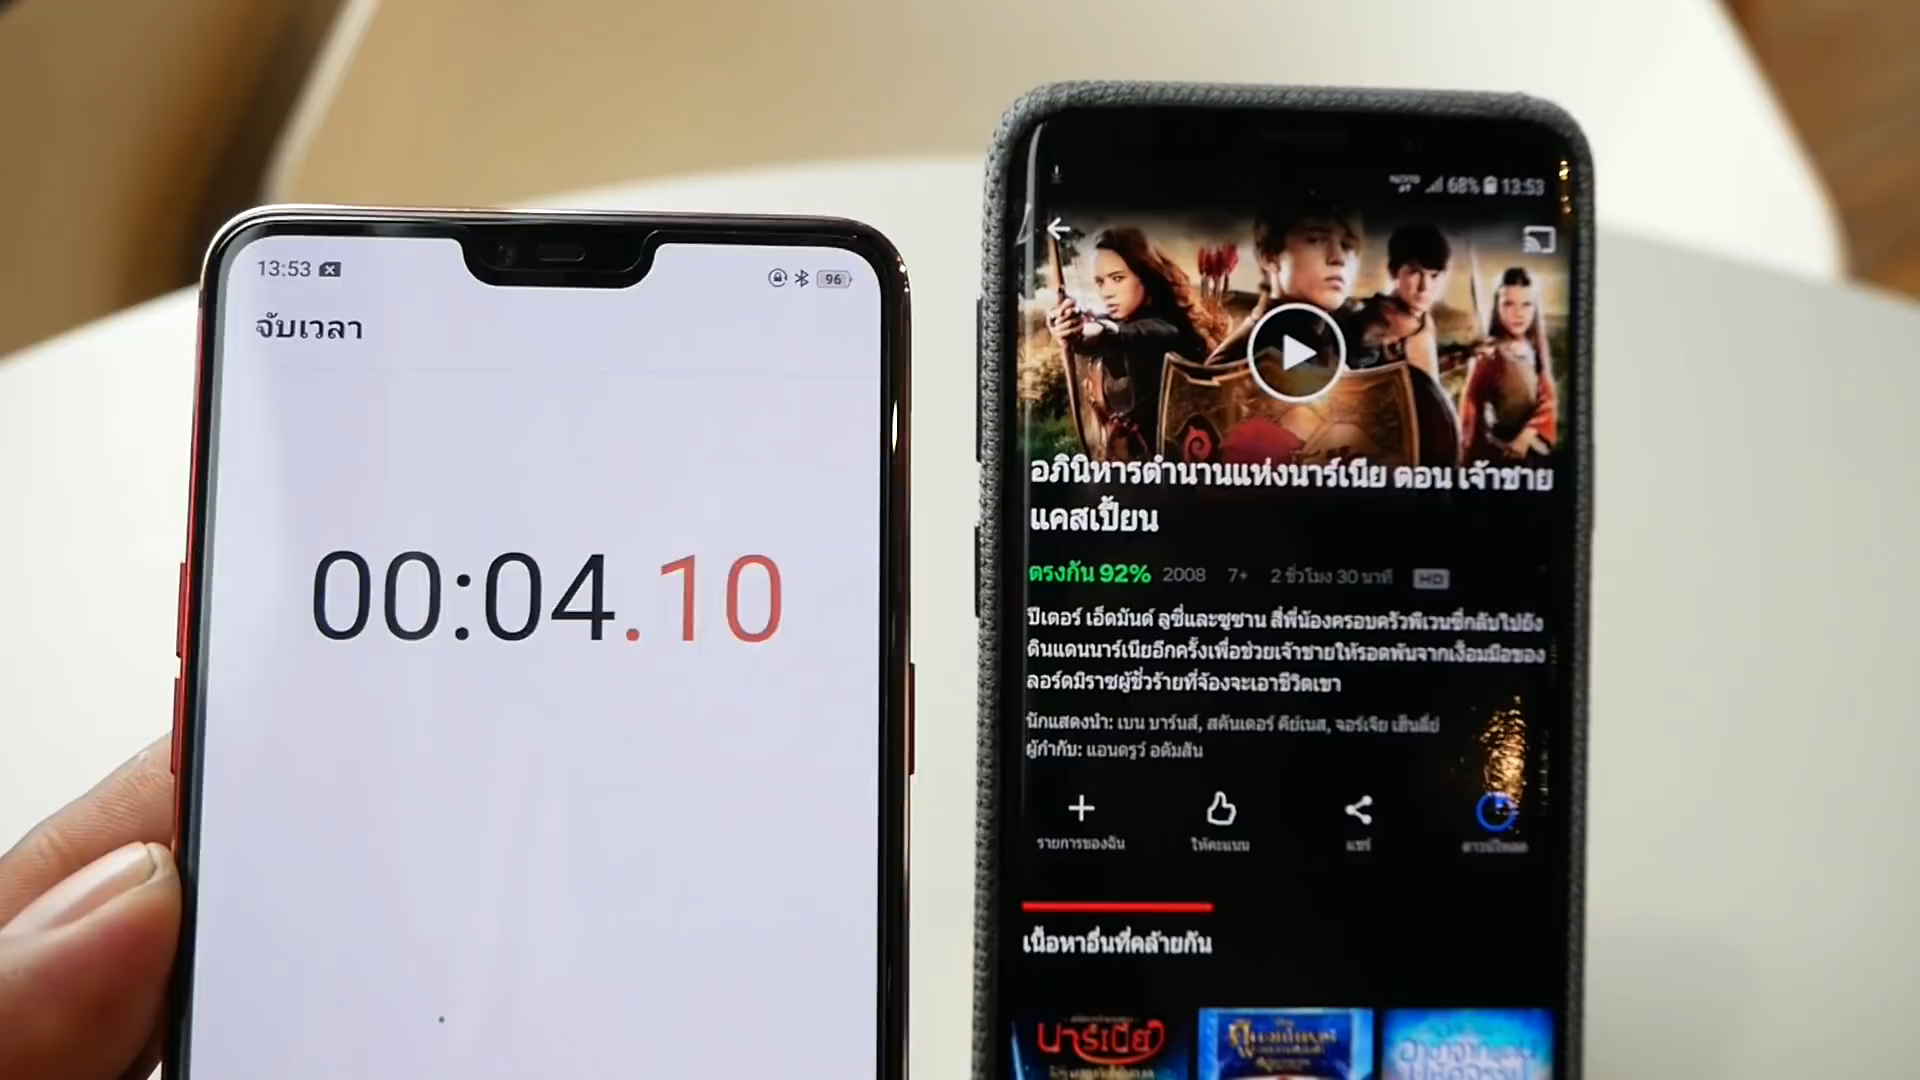 13:53
96
จับเวลา
00:04.10
68% 13:53
อภินิหารตำนานแห่งนาร์เนีย ตอน เจ้าชาย
แคสเปี้ยน
ตรงกัน 92% 2008 7+ 2 ชั่วโมง 30 นาที HD
ปีเตอร์ เอ็ดมันด์ ลูซี่และซูซาน สี่พี่น้องครอบครัวพีเวนซี่กลับไปยัง
ดินแดนนาร์เนียอีกครั้งเพื่อช่วยเจ้าชายให้รอดพ้นจากเงื้อมมือของ
ลอร์ดมิราซผู้ชั่วร้ายที่จ้องจะเอาชีวิตเขา
นักแสดงนำ: เบน บาร์นส์, สคันเดอร์ คีย์เนส, จอร์เจีย เฮ็นลี่ย์
ผู้กำกับ: แอนดรูว์ อดัมสัน
รายการของฉัน ให้คะแนน แชร์ ดาวน์โหลด
เนื้อหาอื่นที่คล้ายกัน
นาร์เนีย